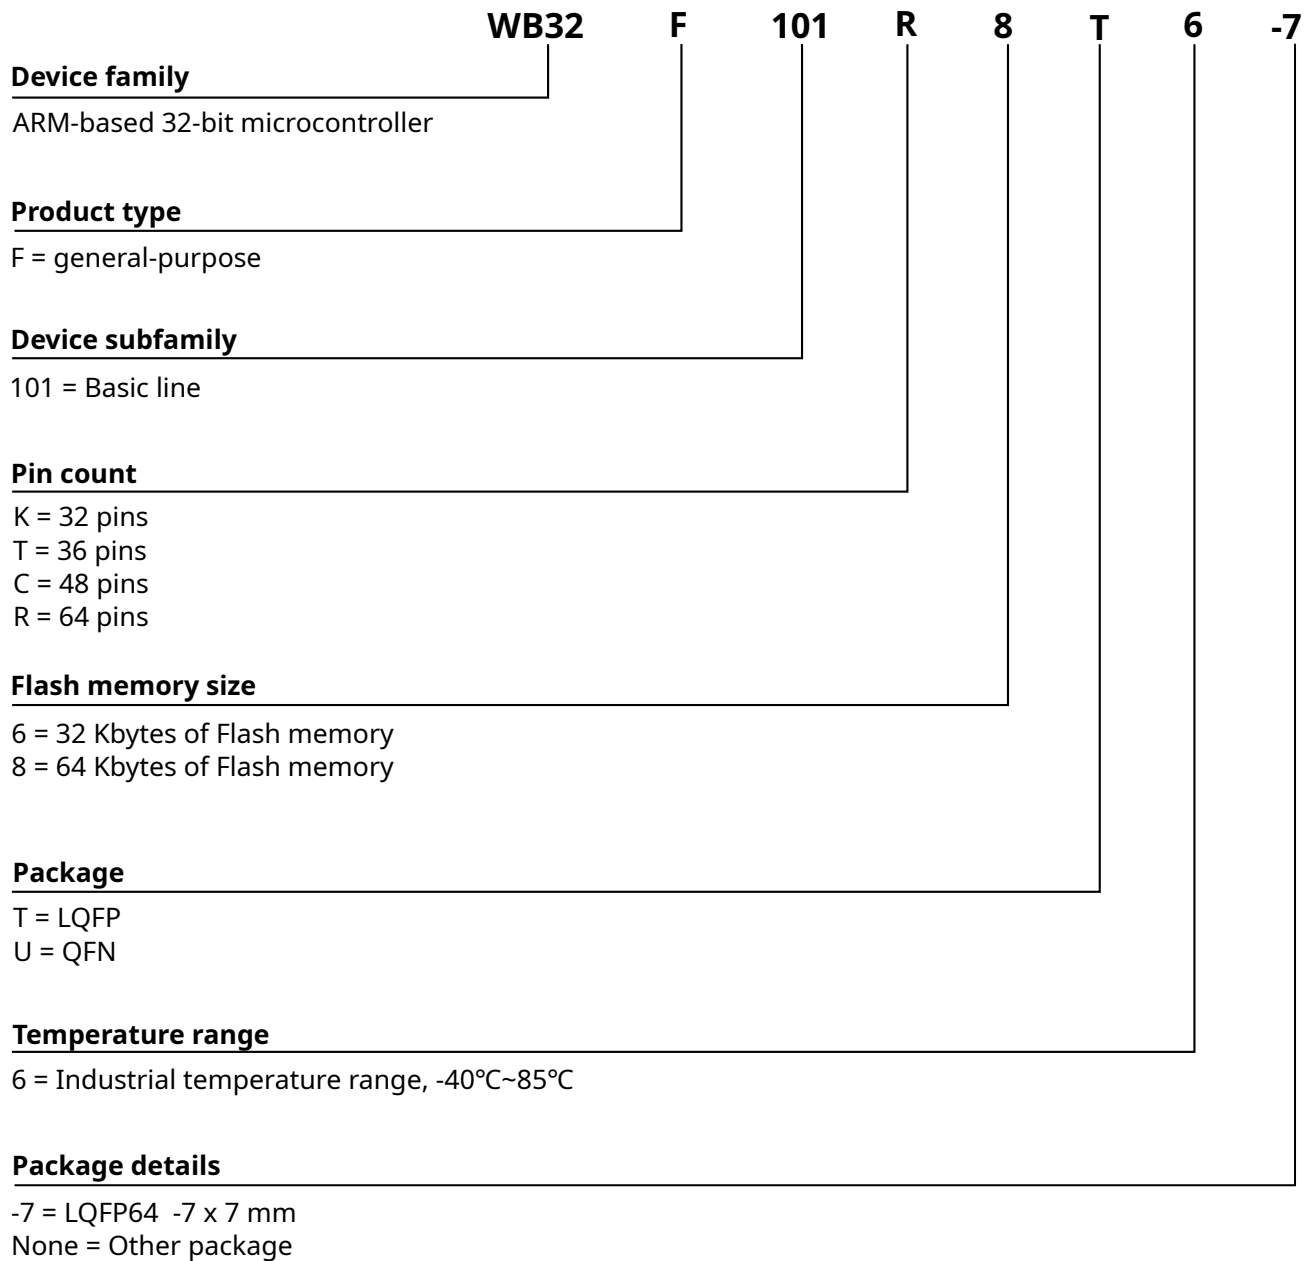 WB32 F 101 R 8 T 6 -7
Device family
ARM-based 32-bit microcontroller
Product type
F = general-purpose
Device subfamily
101 = Basic line
Pin count
K = 32 pins
T = 36 pins
C = 48 pins
R = 64 pins
Flash memory size
6 = 32 Kbytes of Flash memory
8 = 64 Kbytes of Flash memory
Package
T = LQFP
U = QFN
Temperature range
6 = Industrial temperature range, -40℃~85℃
Package details
-7 = LQFP64 -7 x 7 mm
None = Other package